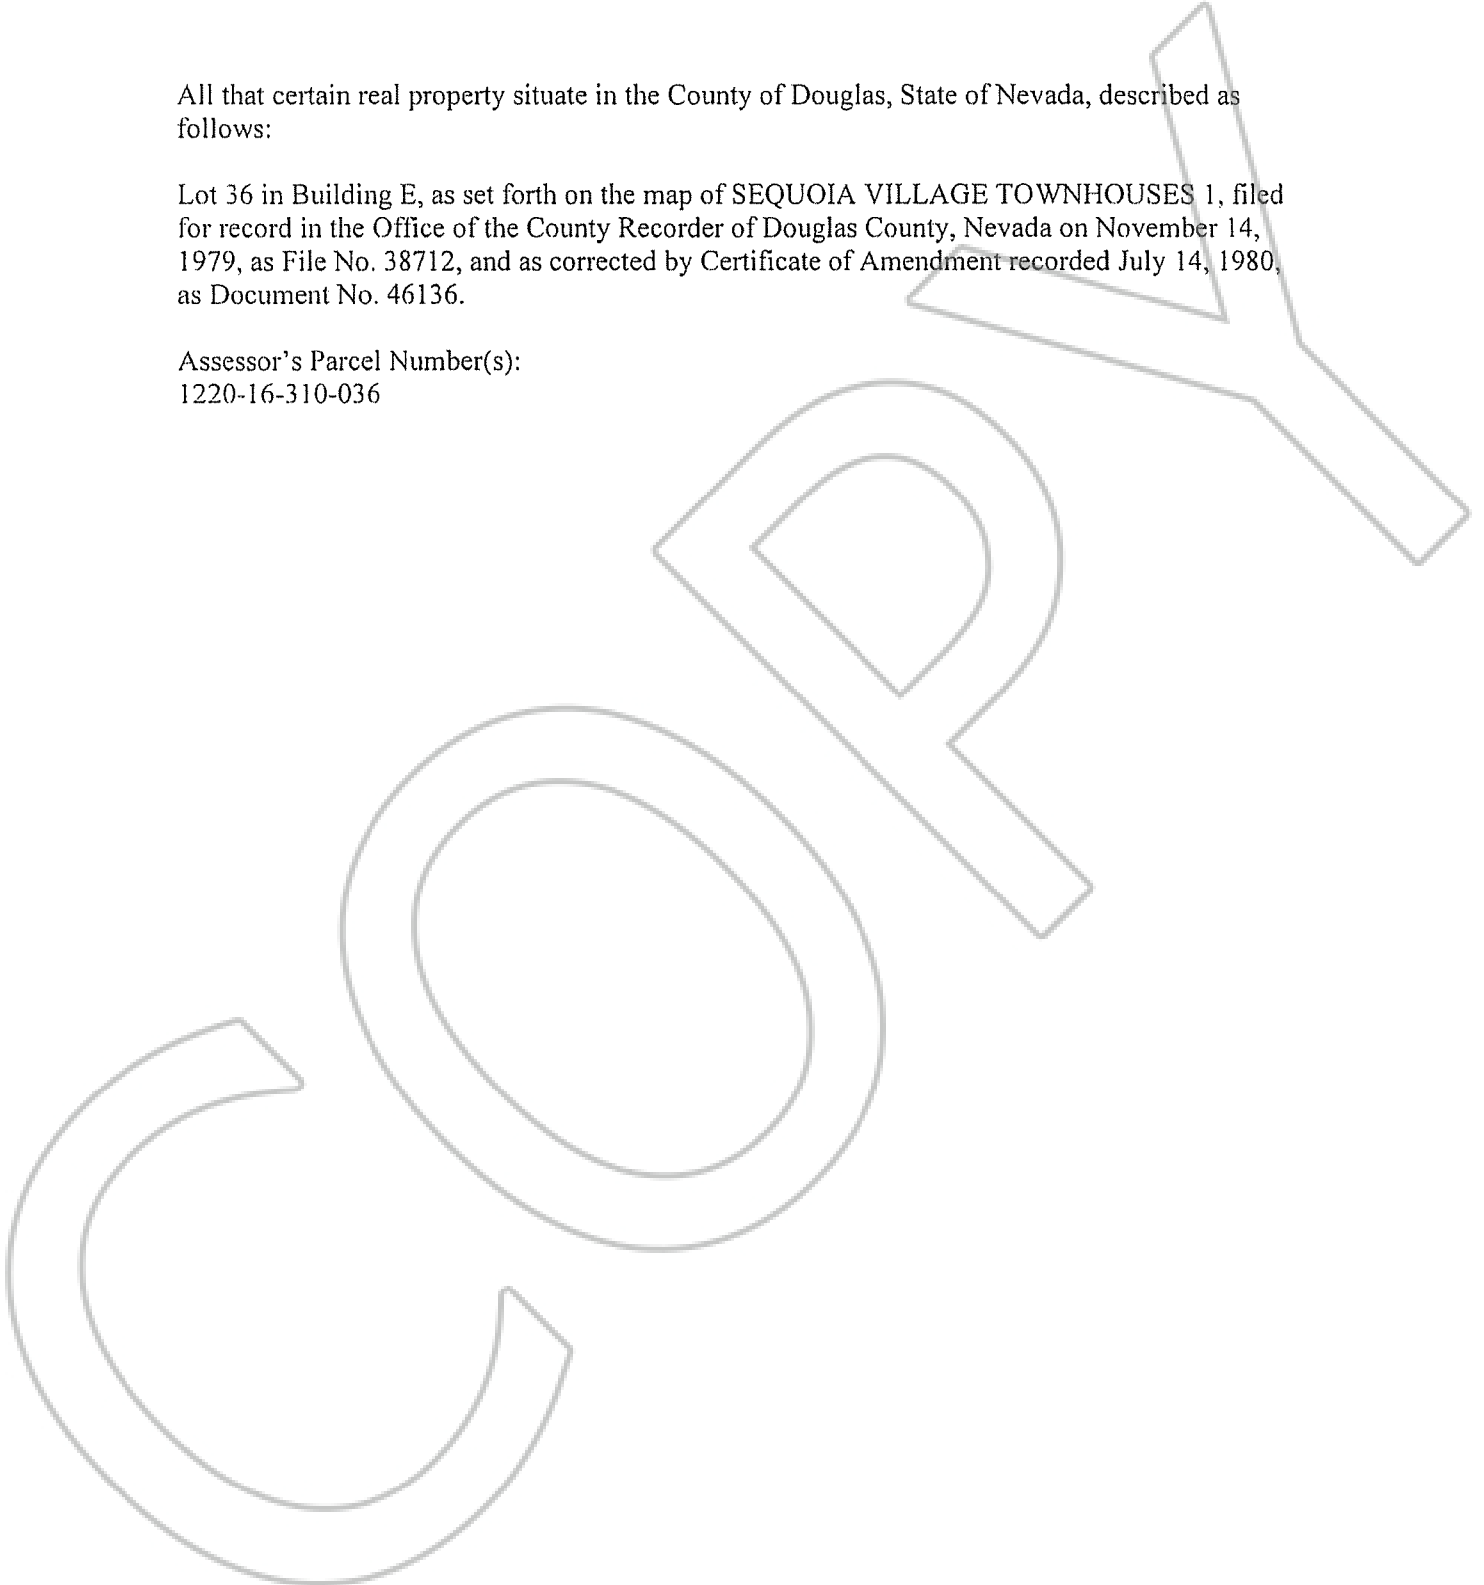 All that certain real property situate in the County of Douglas, State of Nevada, described as
follows:
Lot 36 in Building E, as set forth on the map of SEQUOIA VILLAGE TOWNHOUSES 1, filed
for record in the Office of the County Recorder of Douglas County, Nevada on November 14,
1979, as File No. 38712, and as corrected by Certificate of Amendment recorded July 14, 1980,
as Document No. 46136.
Assessor's Parcel Number(s):
1220-16-310-036
COPY